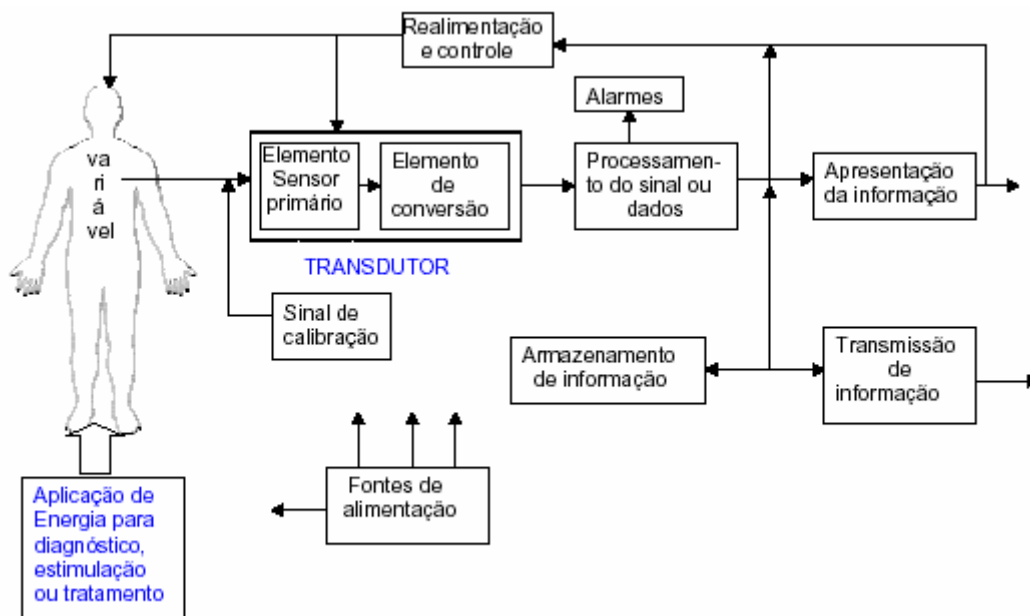 Realimentação
e controle
Alarmes
va
ri
á
vel
Elemento
Sensor
primário
Elemento
de
conversão
Processamen-
to do sinal ou
dados
Apresentação
da informação
TRANSDUTOR
Sinal de
calibração
Armazenamento
de informação
Transmissão
de
informação
Fontes de
alimentação
Aplicação de
Energia para
diagnóstico,
estimulação
ou tratamento